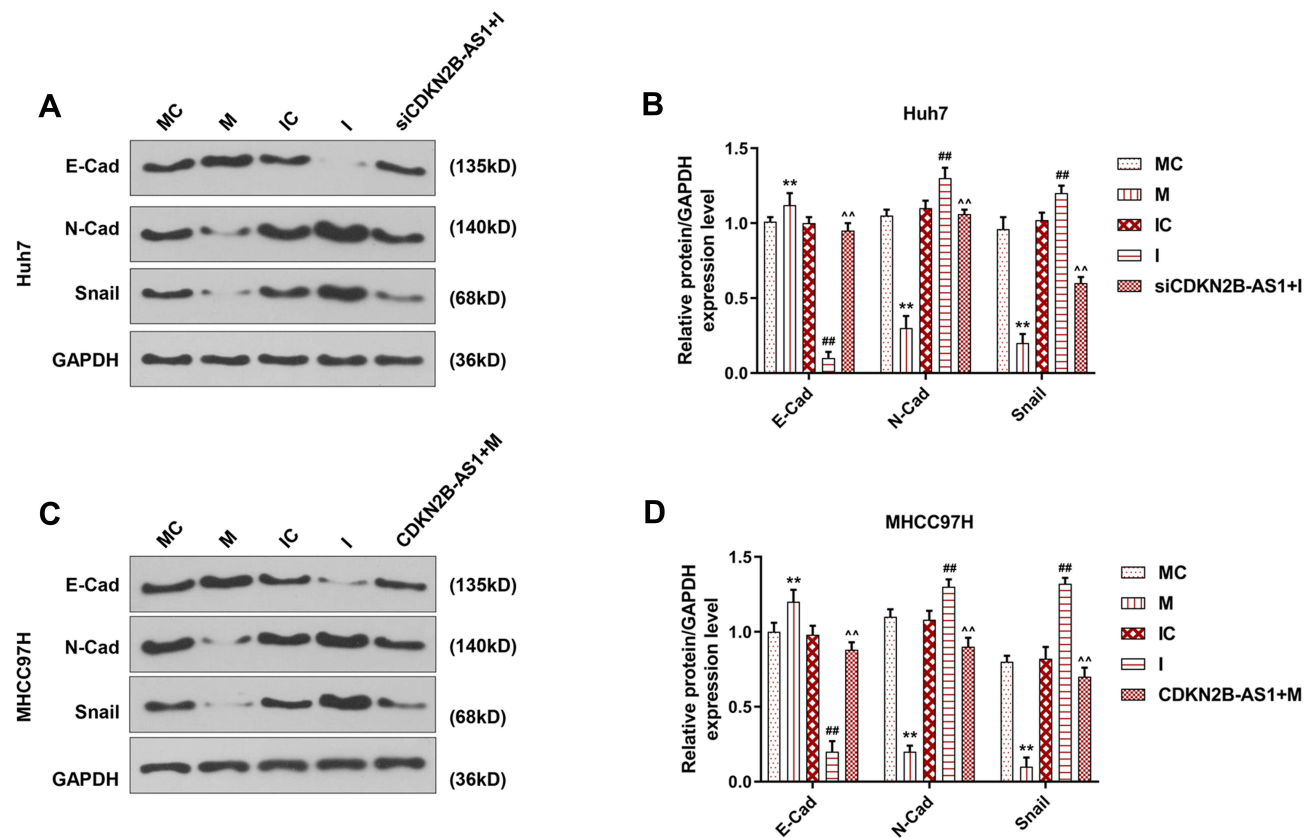 A
MC M IC I siCDKN2B-AS1+I
Huh7
E-Cad (135kD)
N-Cad (140kD)
Snail (68kD)
GAPDH (36kD)
B
Huh7
Relative protein/GAPDH
expression level
1.5
1.0
0.5
0.0
** ## ^^
** ## ^^
** ## ^^
E-Cad N-Cad Snail
MC
M
IC
I
siCDKN2B-AS1+I
C
MC M IC I CDKN2B-AS1+M
MHCC97H
E-Cad (135kD)
N-Cad (140kD)
Snail (68kD)
GAPDH (36kD)
D
MHCC97H
Relative protein/GAPDH
expression level
1.5
1.0
0.5
0.0
** ## ^^
** ## ^^
** ## ^^
E-Cad N-Cad Snail
MC
M
IC
I
CDKN2B-AS1+M